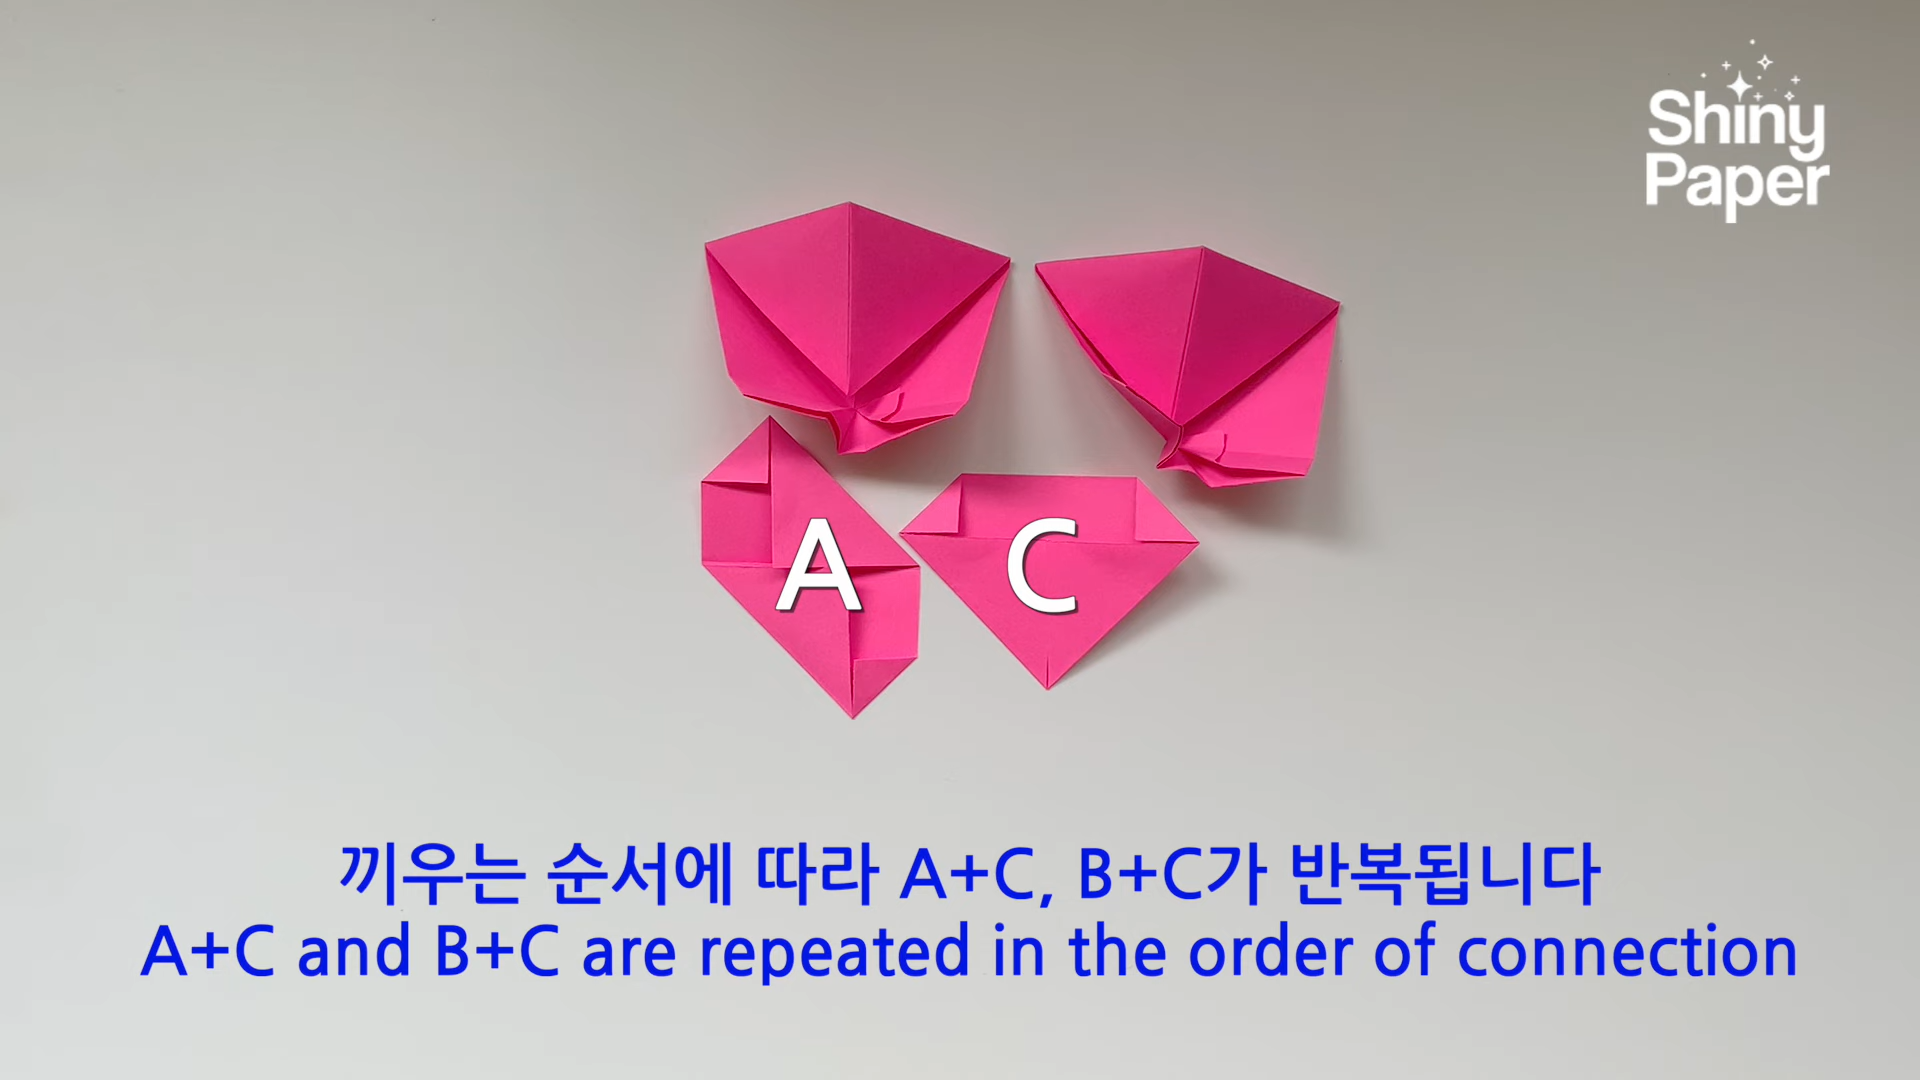 Shiny
Paper
A C
끼우는 순서에 따라 A+C, B+C가 반복됩니다
A+C and B+C are repeated in the order of connection